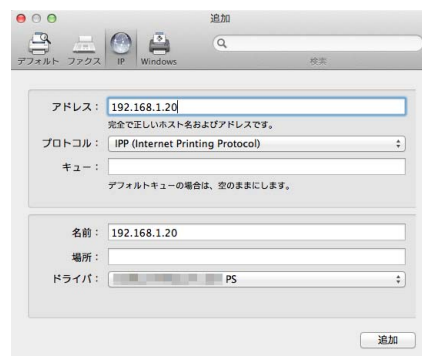 追加
デフォルト ファクス IP Windows 検索
アドレス： 192.168.1.20
完全で正しいホスト名およびアドレスです。
プロトコル： IPP (Internet Printing Protocol)
キュー：
デフォルトキューの場合は、空のままにします。
名前： 192.168.1.20
場所：
ドライバ： PS
追加